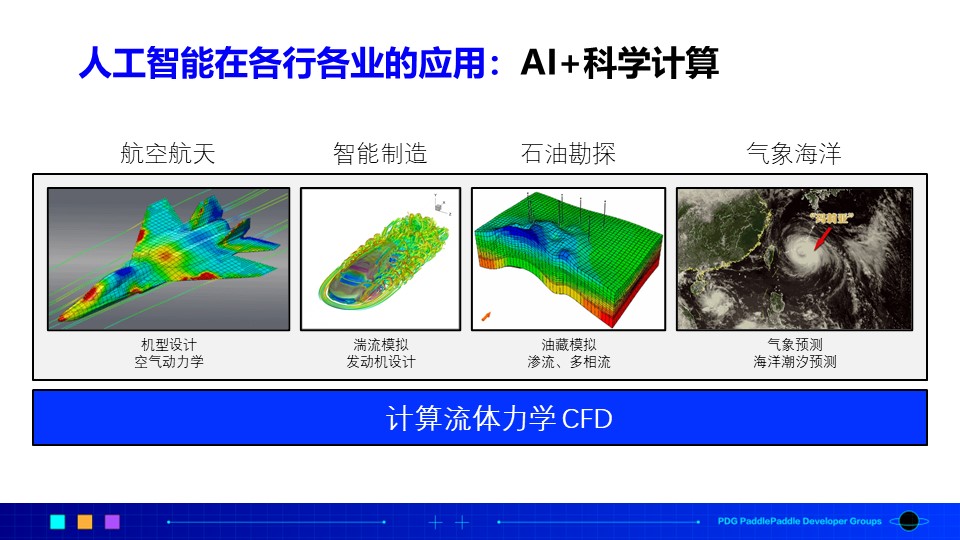 人工智能在各行各业的应用：AI+科学计算
航空航天
智能制造
石油勘探
气象海洋
机型设计
空气动力学
湍流模拟
发动机设计
油藏模拟
渗流、多相流
气象预测
海洋潮汐预测
计算流体力学 CFD
PDG PaddlePaddle Developer Groups